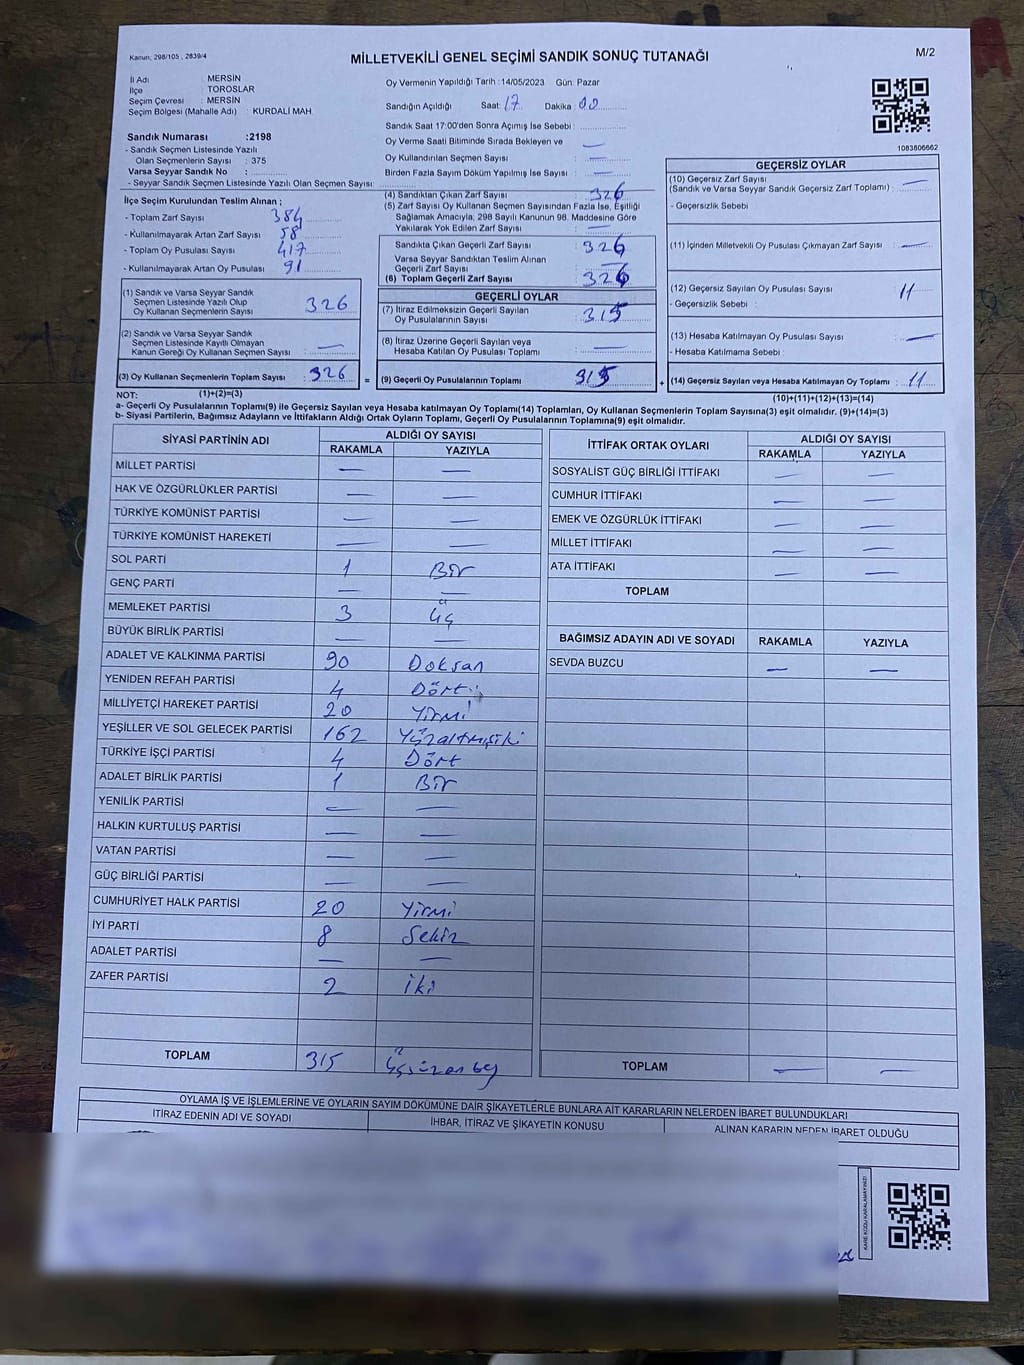 Kanun; 298/105 , 2839/4
MİLLETVEKİLİ GENEL SEÇİMİ SANDIK SONUÇ TUTANAĞI
M/2
İl Adı : MERSİN
İlçe : TOROSLAR
Seçim Çevresi : MERSİN
Seçim Bölgesi (Mahalle Adı) : KURDALİ MAH.
Sandık Numarası :2198
- Sandık Seçmen Listesinde Yazılı
Olan Seçmenlerin Sayısı : 375
Varsa Seyyar Sandık No :
- Seyyar Sandık Seçmen Listesinde Yazılı Olan Seçmen Sayısı:
Oy Vermenin Yapıldığı Tarih :14/05/2023 Gün: Pazar
Sandığın Açıldığı Saat: 17 Dakika: 00
Sandık Saat 17:00'den Sonra Açımış İse Sebebi :
Oy Verme Saati Bitiminde Sırada Bekleyen ve
Oy Kullandırılan Seçmen Sayısı : —
Birden Fazla Sayım Döküm Yapılmış İse Sayısı : —
1083806662
İlçe Seçim Kurulundan Teslim Alınan ;
- Toplam Zarf Sayısı : 384
- Kullanılmayarak Artan Zarf Sayısı : 58
- Toplam Oy Pusulası Sayısı : 417
- Kullanılmayarak Artan Oy Pusulası : 91
(1) Sandık ve Varsa Seyyar Sandık
Seçmen Listesinde Yazılı Olup
Oy Kullanan Seçmenlerin Sayısı : 326
(2) Sandık ve Varsa Seyyar Sandık
Seçmen Listesinde Kayıtlı Olmayan
Kanun Gereği Oy Kullanan Seçmen Sayısı : —
(3) Oy Kullanan Seçmenlerin Toplam Sayısı : 326
(1)+(2)=(3)
(4) Sandıktan Çıkan Zarf Sayısı : 326
(5) Zarf Sayısı Oy Kullanan Seçmen Sayısından Fazla İse, Eşitliği
Sağlamak Amacıyla, 298 Sayılı Kanunun 98. Maddesine Göre
Yakılarak Yok Edilen Zarf Sayısı : —
Sandıkta Çıkan Geçerli Zarf Sayısı : 326
Varsa Seyyar Sandıktan Teslim Alınan
Geçerli Zarf Sayısı : —
(6) Toplam Geçerli Zarf Sayısı : 326
GEÇERLİ OYLAR
(7) İtiraz Edilmeksizin Geçerli Sayılan
Oy Pusulalarının Sayısı : 315
(8) İtiraz Üzerine Geçerli Sayılan veya
Hesaba Katılan Oy Pusulası Toplamı : —
= (9) Geçerli Oy Pusulalarının Toplamı : 315
GEÇERSİZ OYLAR
(10) Geçersiz Zarf Sayısı : —
(Sandık ve Varsa Seyyar Sandık Geçersiz Zarf Toplamı)
- Geçersizlik Sebebi :
(11) İçinden Milletvekili Oy Pusulası Çıkmayan Zarf Sayısı : —
(12) Geçersiz Sayılan Oy Pusulası Sayısı : 11
- Geçersizlik Sebebi :
(13) Hesaba Katılmayan Oy Pusulası Sayısı : —
- Hesaba Katılmama Sebebi :
+ (14) Geçersiz Sayılan veya Hesaba Katılmayan Oy Toplamı : 11
(10)+(11)+(12)+(13)=(14)
NOT:
a- Geçerli Oy Pusulalarının Toplamı(9) ile Geçersiz Sayılan veya Hesaba katılmayan Oy Toplamı(14) Toplamları, Oy Kullanan Seçmenlerin Toplam Sayısına(3) eşit olmalıdır. (9)+(14)=(3)
b- Siyasi Partilerin, Bağımsız Adayların ve İttifakların Aldığı Ortak Oyların Toplamı, Geçerli Oy Pusulalarının Toplamına(9) eşit olmalıdır.
SİYASİ PARTİNİN ADI ALDIĞI OY SAYISI
RAKAMLA YAZIYLA
MİLLET PARTİSİ — —
HAK VE ÖZGÜRLÜKLER PARTİSİ — —
TÜRKİYE KOMÜNİST PARTİSİ — —
TÜRKİYE KOMÜNİST HAREKETİ — —
SOL PARTİ 1 Bir
GENÇ PARTİ — —
MEMLEKET PARTİSİ 3 üç
BÜYÜK BİRLİK PARTİSİ — —
ADALET VE KALKINMA PARTİSİ 90 Doksan
YENİDEN REFAH PARTİSİ 4 Dört
MİLLİYETÇİ HAREKET PARTİSİ 20 Yirmi
YEŞİLLER VE SOL GELECEK PARTİSİ 162 Yüzaltmışiki
TÜRKİYE İŞÇİ PARTİSİ 4 Dört
ADALET BİRLİK PARTİSİ 1 Bir
YENİLİK PARTİSİ — —
HALKIN KURTULUŞ PARTİSİ — —
VATAN PARTİSİ — —
GÜÇ BİRLİĞİ PARTİSİ — —
CUMHURİYET HALK PARTİSİ 20 Yirmi
İYİ PARTİ 8 Sekiz
ADALET PARTİSİ — —
ZAFER PARTİSİ 2 iki
TOPLAM 315
İTTİFAK ORTAK OYLARI ALDIĞI OY SAYISI
RAKAMLA YAZIYLA
SOSYALİST GÜÇ BİRLİĞİ İTTİFAKI — —
CUMHUR İTTİFAKI — —
EMEK VE ÖZGÜRLÜK İTTİFAKI — —
MİLLET İTTİFAKI — —
ATA İTTİFAKI — —
TOPLAM
BAĞIMSIZ ADAYIN ADI VE SOYADI RAKAMLA YAZIYLA
SEVDA BUZCU — —
TOPLAM — —
OYLAMA İŞ VE İŞLEMLERİNE VE OYLARIN SAYIM DÖKÜMÜNE DAİR ŞİKAYETLERLE BUNLARA AİT KARARLARIN NELERDEN İBARET BULUNDUKLARI
İTİRAZ EDENİN ADI VE SOYADI
İHBAR, İTİRAZ VE ŞİKAYETİN KONUSU
ALINAN KARARIN NEDEN İBARET OLDUĞU
KARE KODU KARALAMAYINIZ!